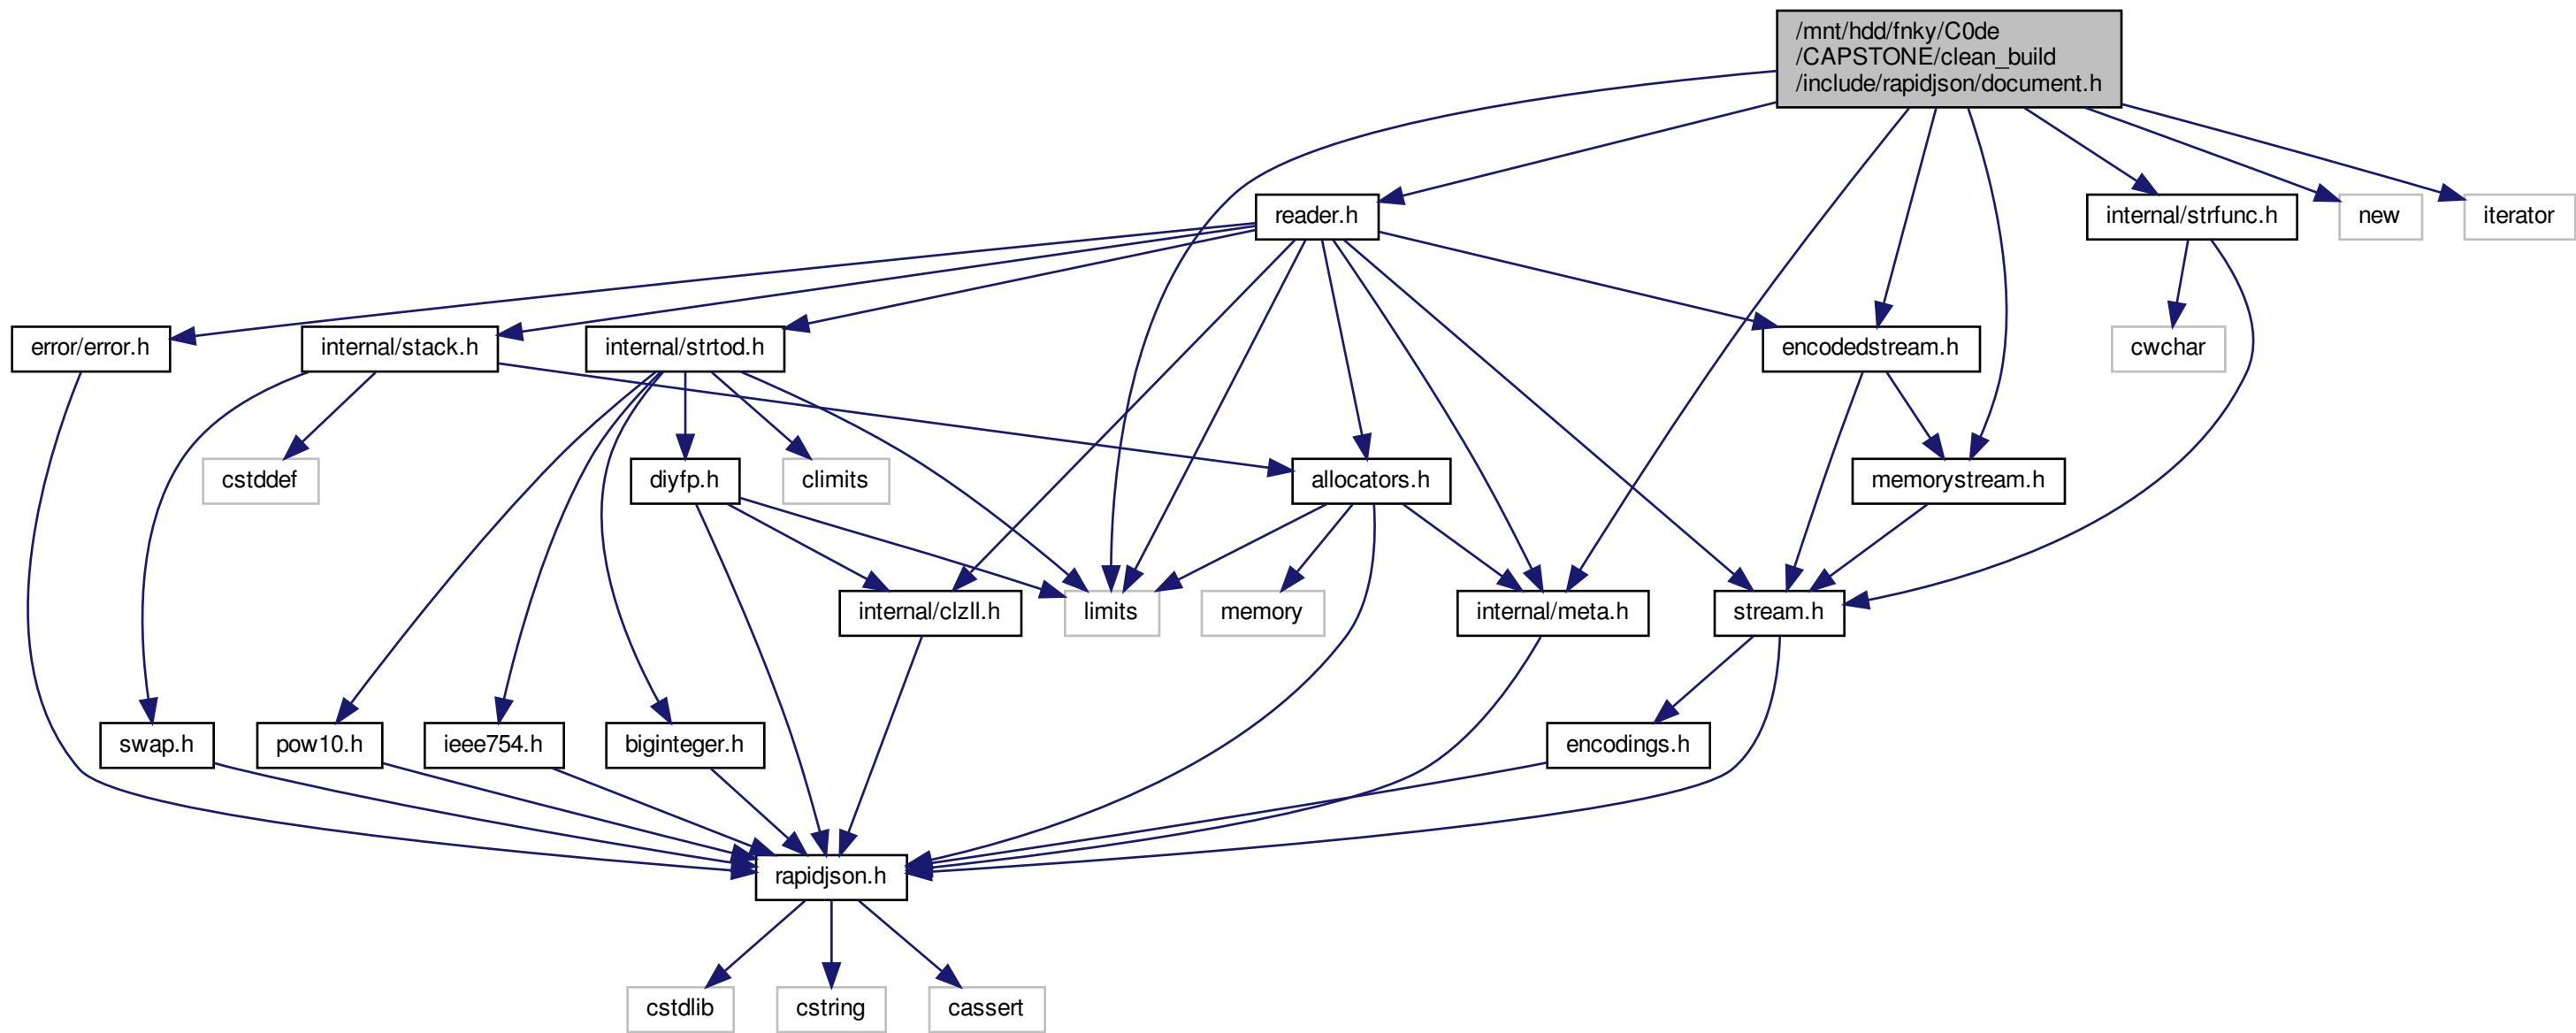 /mnt/hdd/fnky/C0de
/CAPSTONE/clean_build
/include/rapidjson/document.h
reader.h
internal/strfunc.h
new
iterator
error/error.h
internal/stack.h
internal/strtod.h
encodedstream.h
cwchar
cstddef
diyfp.h
climits
allocators.h
memorystream.h
internal/clzll.h
limits
memory
internal/meta.h
stream.h
swap.h
pow10.h
ieee754.h
biginteger.h
encodings.h
rapidjson.h
cstdlib
cstring
cassert